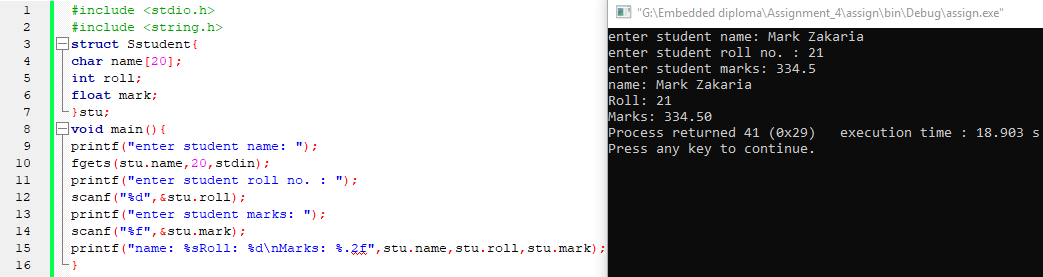 1 #include <stdio.h>
2 #include <string.h>
3 struct Sstudent{
4 char name[20];
5 int roll;
6 float mark;
7 }stu;
8 void main(){
9 printf("enter student name: ");
10 fgets(stu.name,20,stdin);
11 printf("enter student roll no. : ");
12 scanf("%d",&stu.roll);
13 printf("enter student marks: ");
14 scanf("%f",&stu.mark);
15 printf("name: %sRoll: %d\nMarks: %.2f",stu.name,stu.roll,stu.mark);
16 }
"G:\Embedded diploma\Assignment_4\assign\bin\Debug\assign.exe"
enter student name: Mark Zakaria
enter student roll no. : 21
enter student marks: 334.5
name: Mark Zakaria
Roll: 21
Marks: 334.50
Process returned 41 (0x29)   execution time : 18.903 s
Press any key to continue.